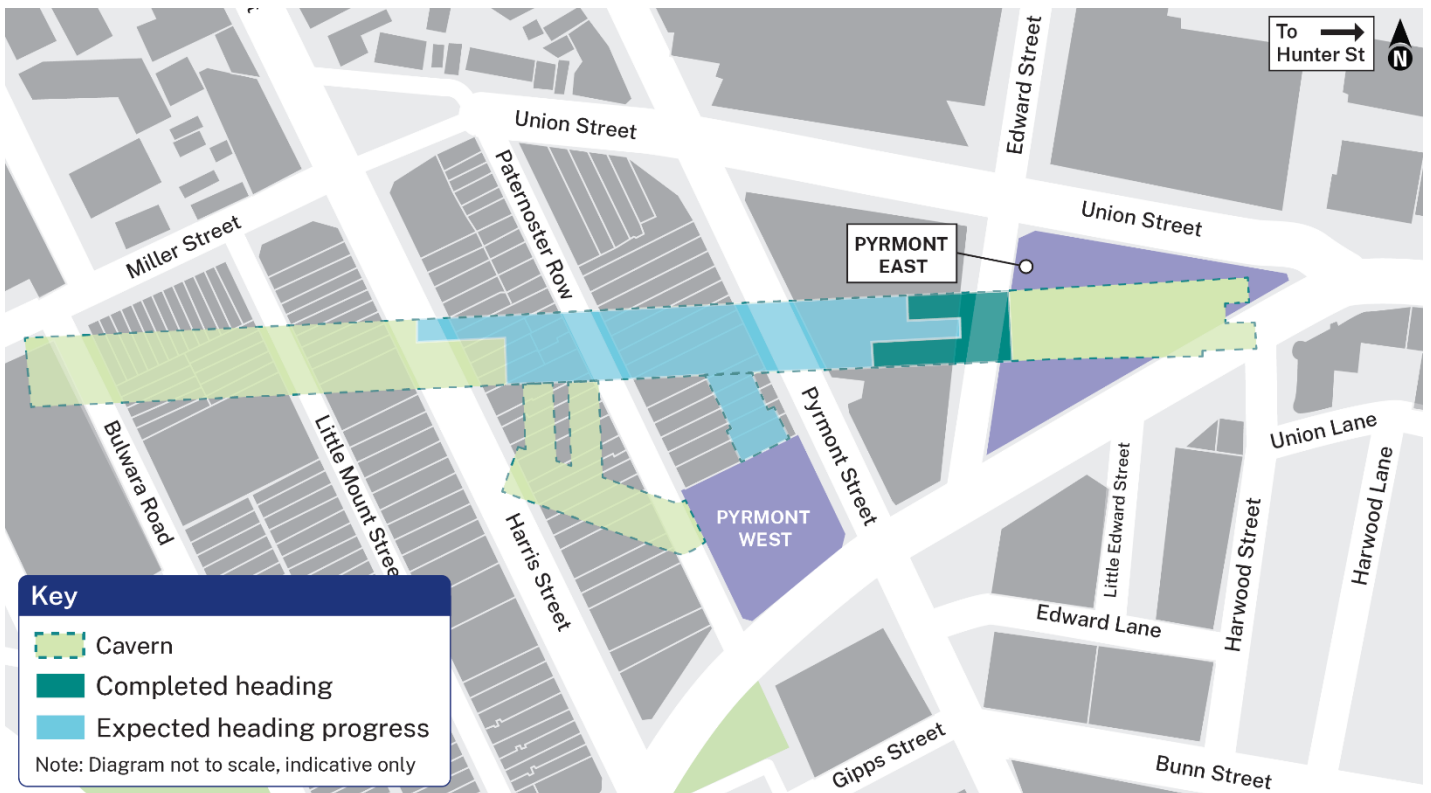 To
Hunter St
N
Edward Street
Union Street
Paternoster Row
Union Street
Miller Street
PYRMONT
EAST
Bulwara Road
Little Mount Stree
Harris Street
Pyrmont Street
PYRMONT
WEST
Little Edward Street
Harwood Street
Union Lane
Harwood Lane
Edward Lane
Gipps Street
Bunn Street
Key
Cavern
Completed heading
Expected heading progress
Note: Diagram not to scale, indicative only